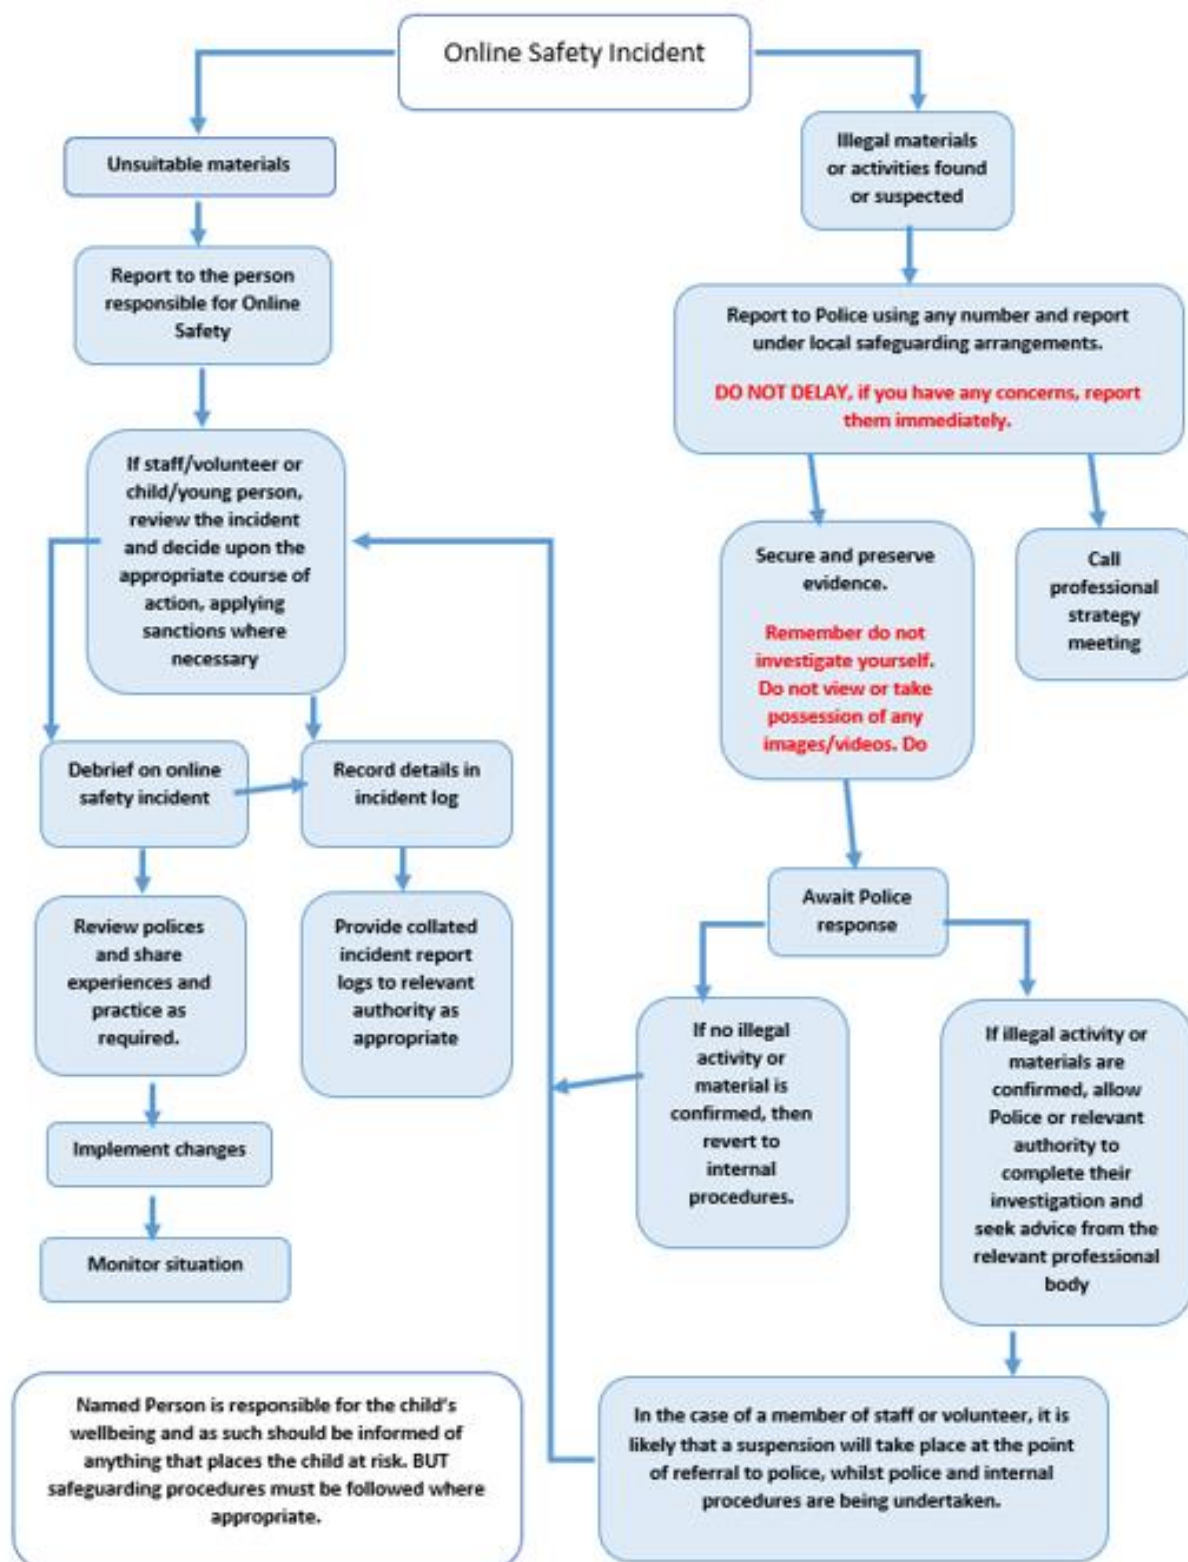 Online Safety Incident
Unsuitable materials
Illegal materials
or activities found
or suspected
Report to the person
responsible for Online
Safety
Report to Police using any number and report
under local safeguarding arrangements.
DO NOT DELAY, if you have any concerns, report
them immediately.
If staff/volunteer or
child/young person,
review the incident
and decide upon the
appropriate course of
action, applying
sanctions where
necessary
Secure and preserve
evidence.
Remember do not
investigate yourself.
Do not view or take
possession of any
images/videos. Do
Call
professional
strategy
meeting
Debrief on online
safety incident
Record details in
incident log
Review polices
and share
experiences and
practice as
required.
Provide collated
incident report
logs to relevant
authority as
appropriate
Await Police
response
If no illegal
activity or
material is
confirmed, then
revert to
internal
procedures.
If illegal activity or
materials are
confirmed, allow
Police or relevant
authority to
complete their
investigation and
seek advice from the
relevant professional
body
Implement changes
Monitor situation
Named Person is responsible for the child's
wellbeing and as such should be informed of
anything that places the child at risk. BUT
safeguarding procedures must be followed where
appropriate.
In the case of a member of staff or volunteer, it is
likely that a suspension will take place at the point
of referral to police, whilst police and internal
procedures are being undertaken.